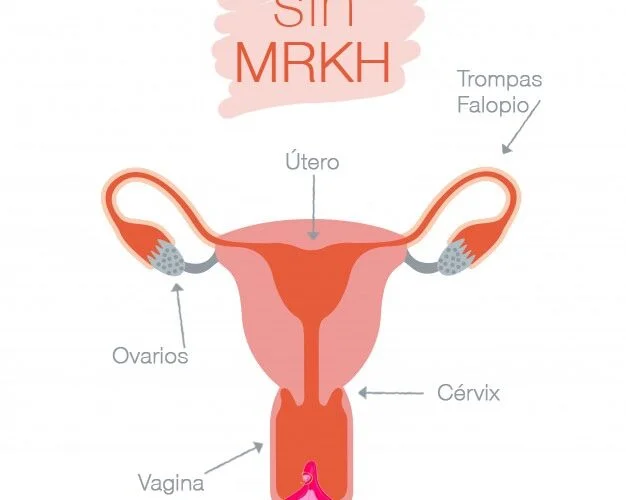 sin
MRKH
Trompas
Falopio
Útero
Ovarios
Cérvix
Vagina